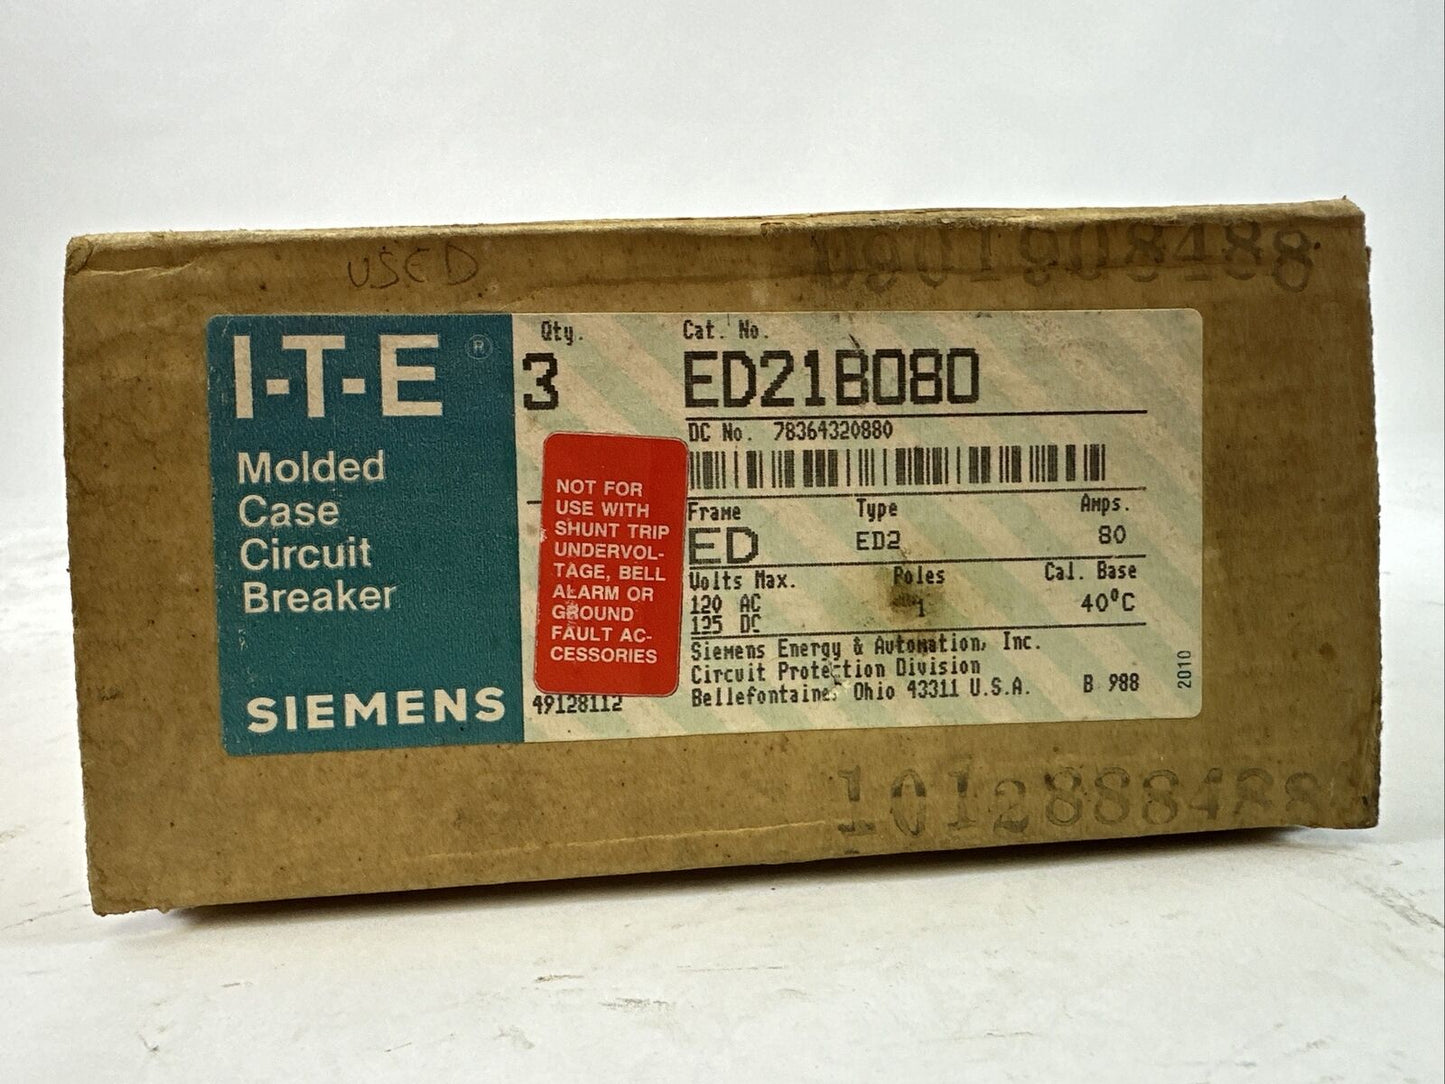 USED
0901908488
I-T-E ®
Molded
Case
Circuit
Breaker
SIEMENS
Qty.
3
Cat. No.
ED21B080
DC No. 78364320880
NOT FOR
USE WITH
SHUNT TRIP
UNDERVOL-
TAGE, BELL
ALARM OR
GROUND
FAULT AC-
CESSORIES
49128112
Frame Type Amps.
ED ED2 80
Volts Max. Poles Cal. Base
120 AC 1 40°C
125 DC
Siemens Energy & Automation, Inc.
Circuit Protection Division
Bellefontaine, Ohio 43311 U.S.A. B 988
2010